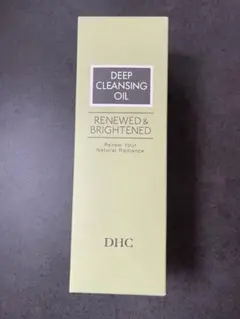 DEEP
CLEANSING
OIL
RENEWED &
BRIGHTENED
Renew Your
Natural Radiance
DHC